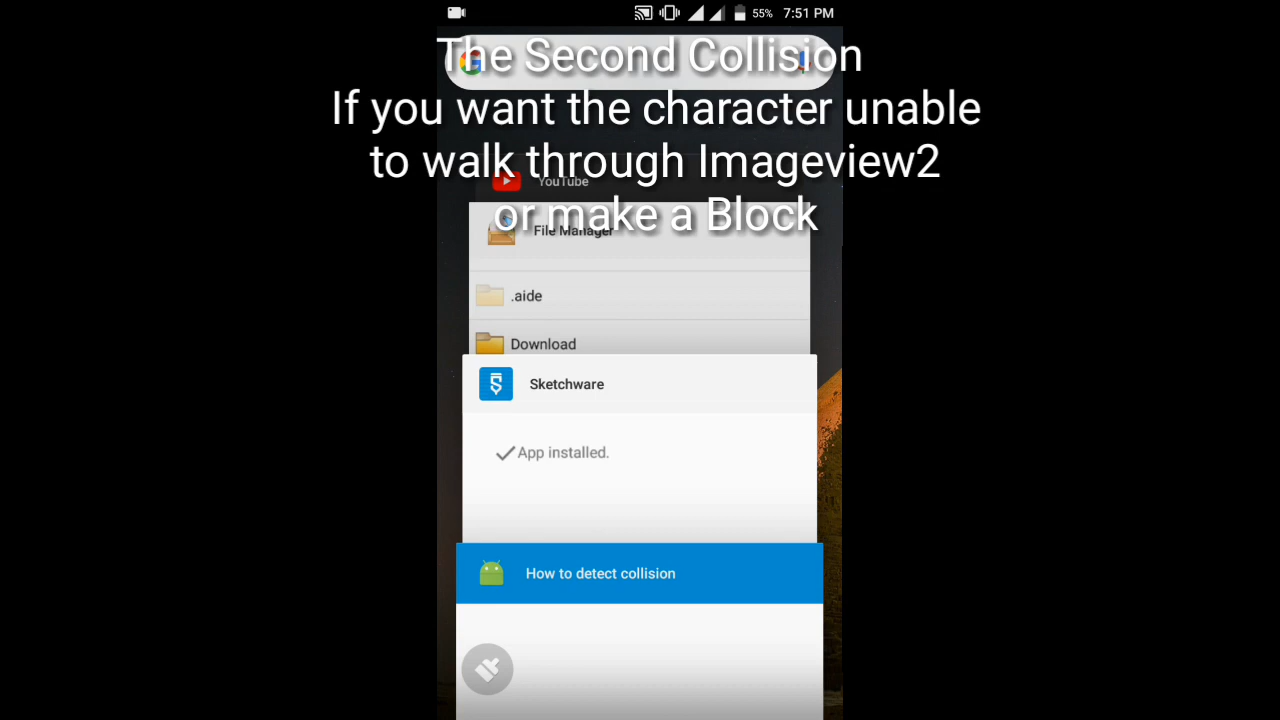 55% 7:51 PM
The Second Collision
If you want the character unable
to walk through Imageview2
YouTube
or make a Block
File Manager
.aide
Download
Sketchware
App installed.
How to detect collision